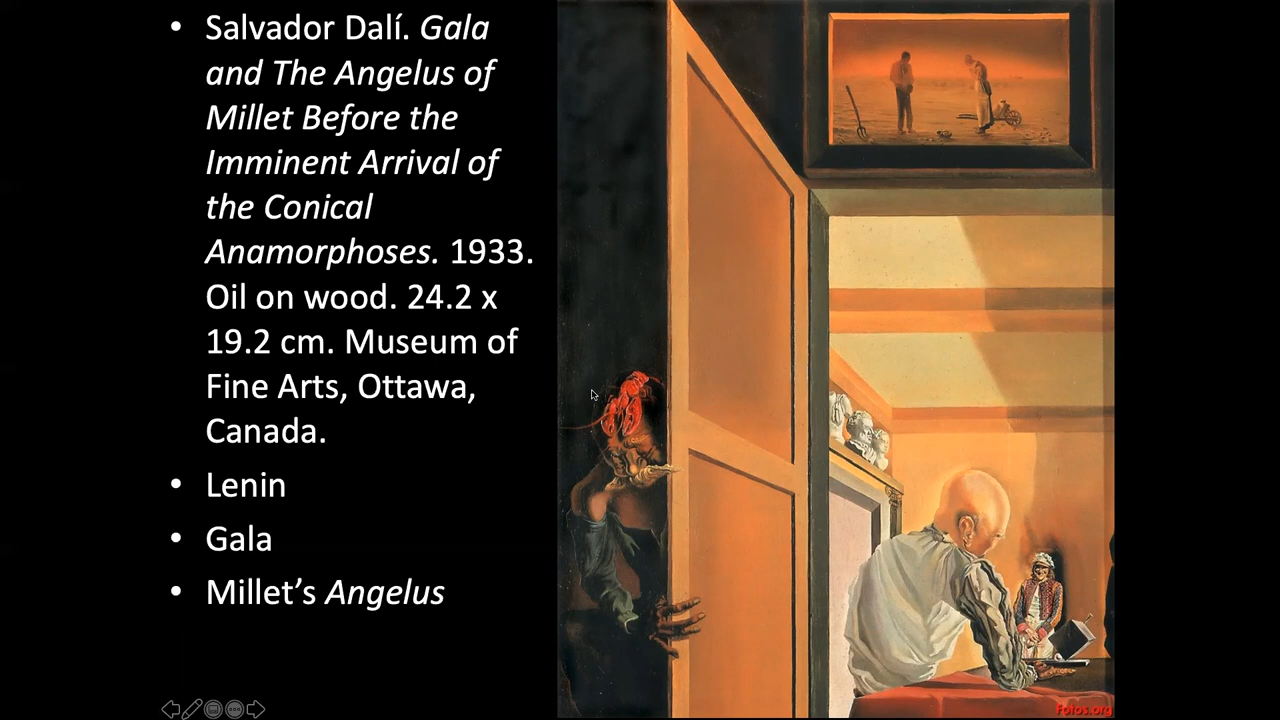 Salvador Dalí. Gala
and The Angelus of
Millet Before the
Imminent Arrival of
the Conical
Anamorphoses. 1933.
Oil on wood. 24.2 x
19.2 cm. Museum of
Fine Arts, Ottawa,
Canada.
Lenin
Gala
Millet’s Angelus
Fotos.org